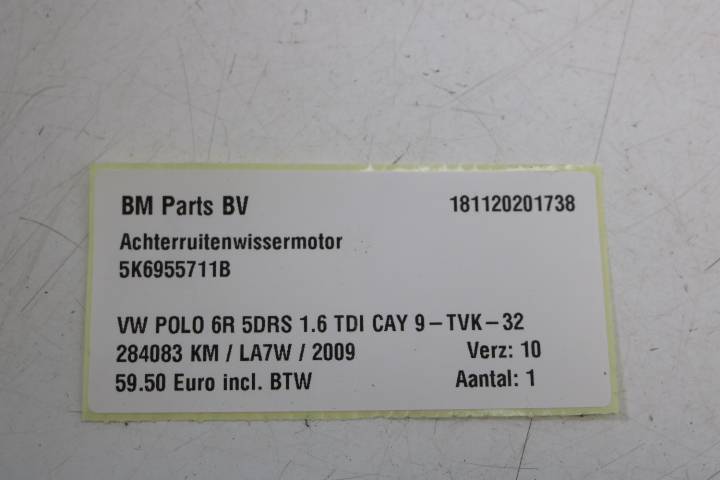 BM Parts BV 181120201738
Achterruitenwissermotor
5K6955711B
VW POLO 6R 5DRS 1.6 TDI CAY 9-TVK-32
284083 KM / LA7W / 2009 Verz: 10
59.50 Euro incl. BTW Aantal: 1